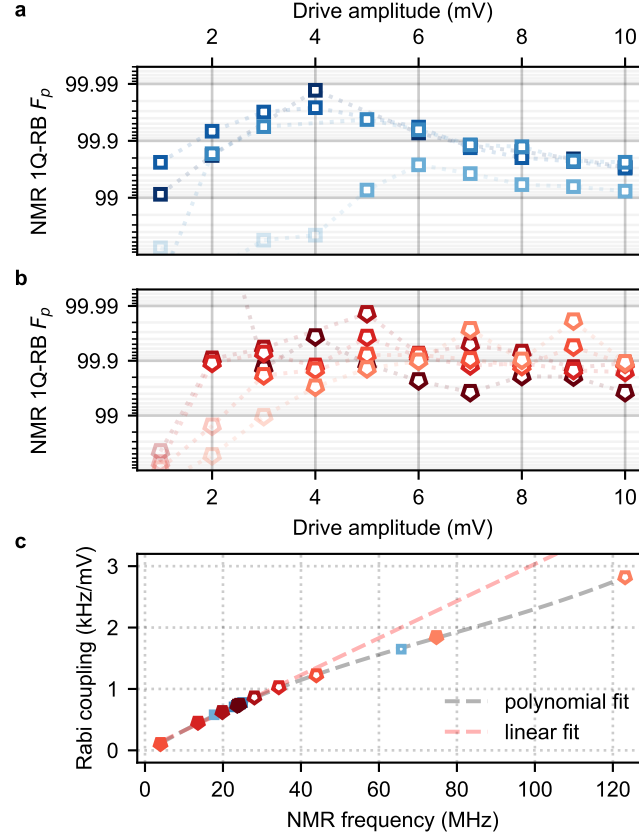 a
Drive amplitude (mV)
2 4 6 8 10
99.99
99.9
99
NMR 1Q-RB Fₚ
b
99.99
99.9
99
NMR 1Q-RB Fₚ
2 4 6 8 10
Drive amplitude (mV)
c
3
2
1
0
Rabi coupling (kHz/mV)
polynomial fit
linear fit
0 20 40 60 80 100 120
NMR frequency (MHz)